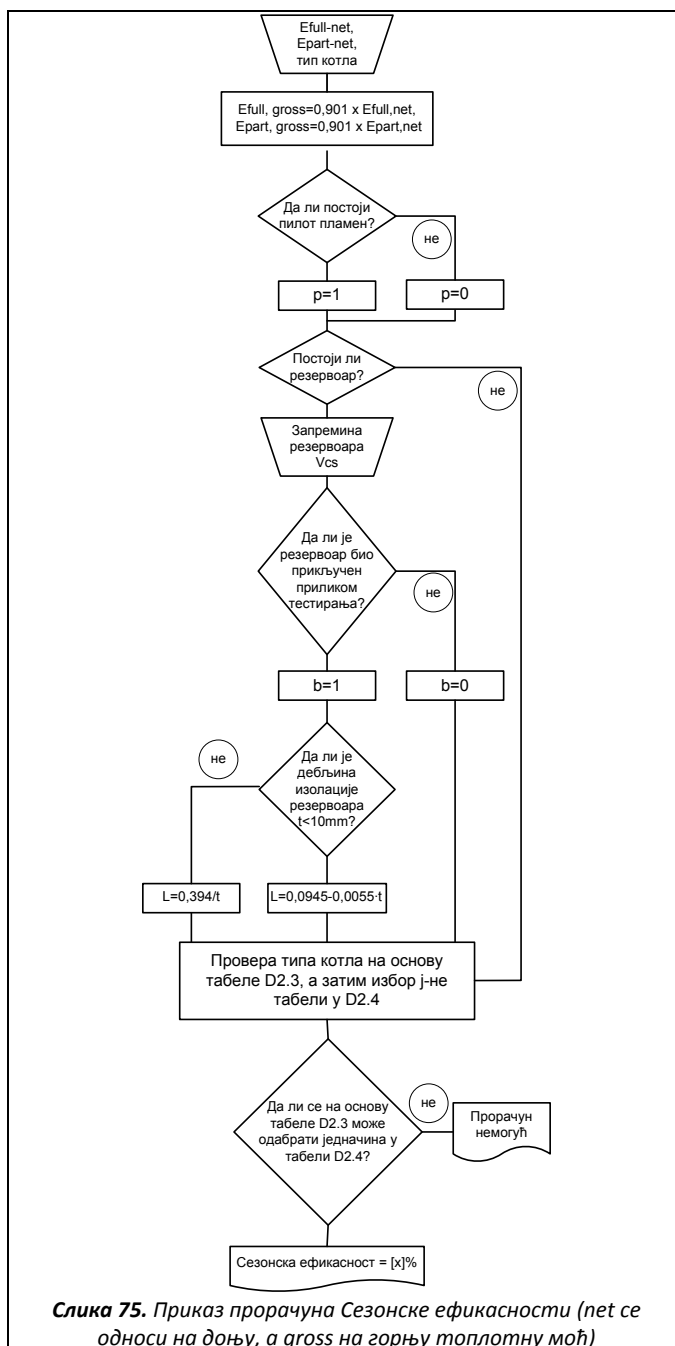 Efull-net,
Epart-net,
тип котла
Efull, gross=0,901 x Efull,net,
Epart, gross=0,901 x Epart,net
Да ли постоји
пилот пламен?
не
p=1
p=0
Постоји ли
резервоар?
не
Запремина
резервоара
Vcs
Да ли је
резервоар био
прикључен
приликом
тестирања?
не
b=1
b=0
не
Да ли је
дебљина
изолације
резервоара
t<10mm?
L=0,394/t
L=0,0945-0,0055·t
Провера типа котла на основу
табеле D2.3, а затим избор ј-не
табели у D2.4
Да ли се на основу
табеле D2.3 може
одабрати једначина у
табели D2.4?
не
Прорачун
немогућ
Сезонска ефикасност = [x]%
Слика 75. Приказ прорачуна Сезонске ефикасности (net се
односи на доњу, а gross на горњу топлотну моћ)